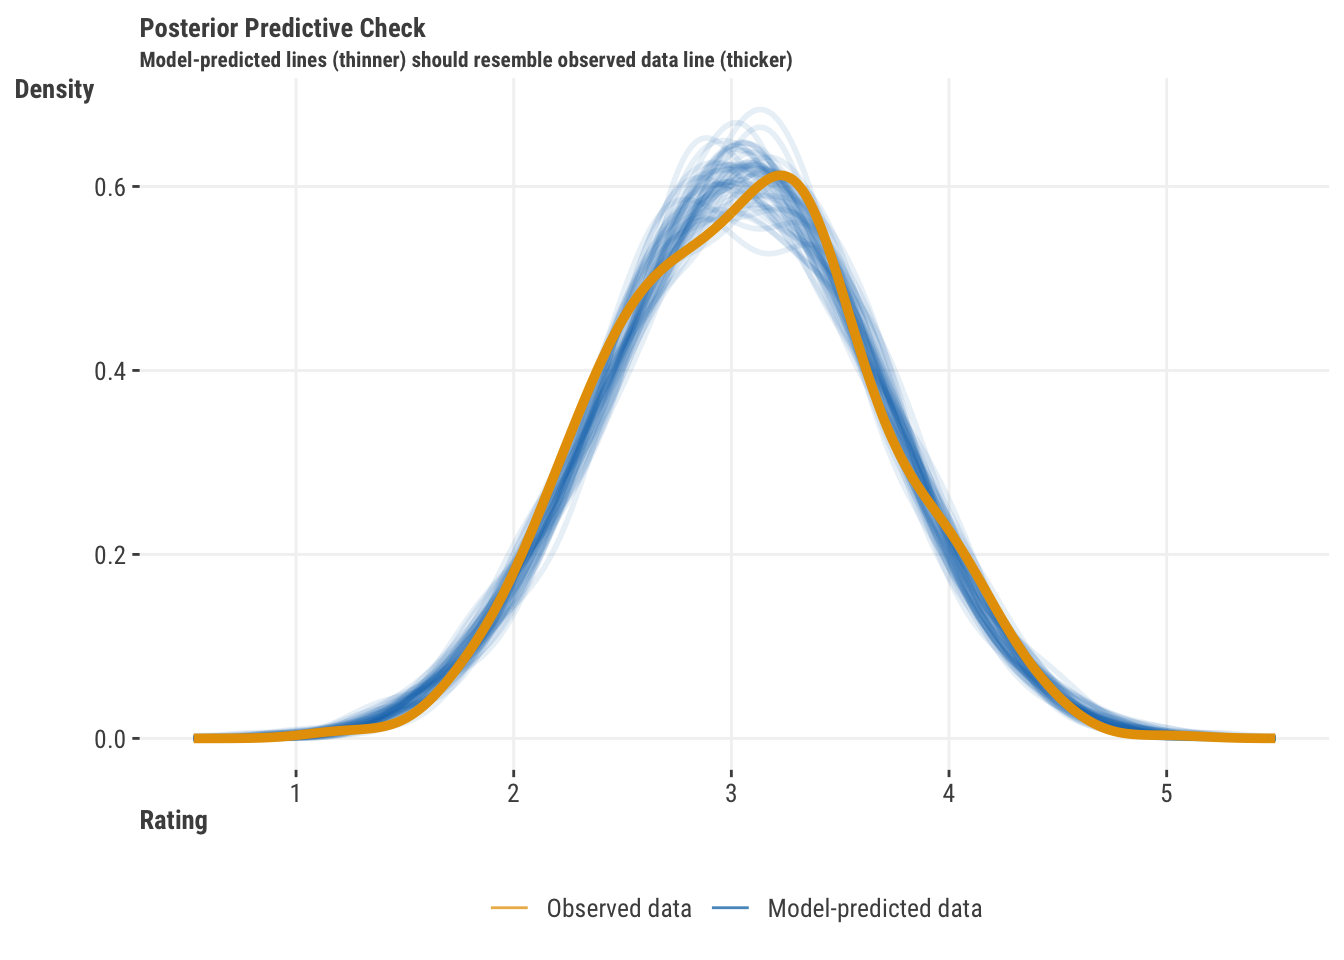 Posterior Predictive Check
Model-predicted lines (thinner) should resemble observed data line (thicker)
Density
0.6
0.4
0.2
0.0
1 2 3 4 5
Rating
Observed data Model-predicted data